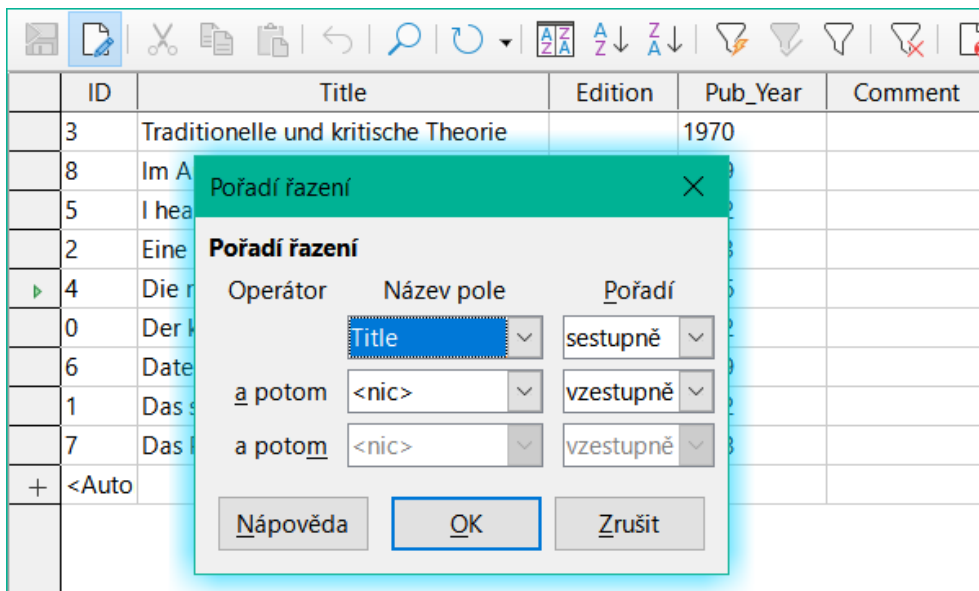 ID Title Edition Pub_Year Comment
3 Traditionelle und kritische Theorie 1970
8 Im A
5 I hea
2 Eine
4 Die
0 Der
6 Date
1 Das
7 Das
+ <Auto
Pořadí řazení
Pořadí řazení
Operátor Název pole Pořadí
Title sestupně
a potom <nic> vzestupně
a potom <nic> vzestupně
Nápověda OK Zrušit